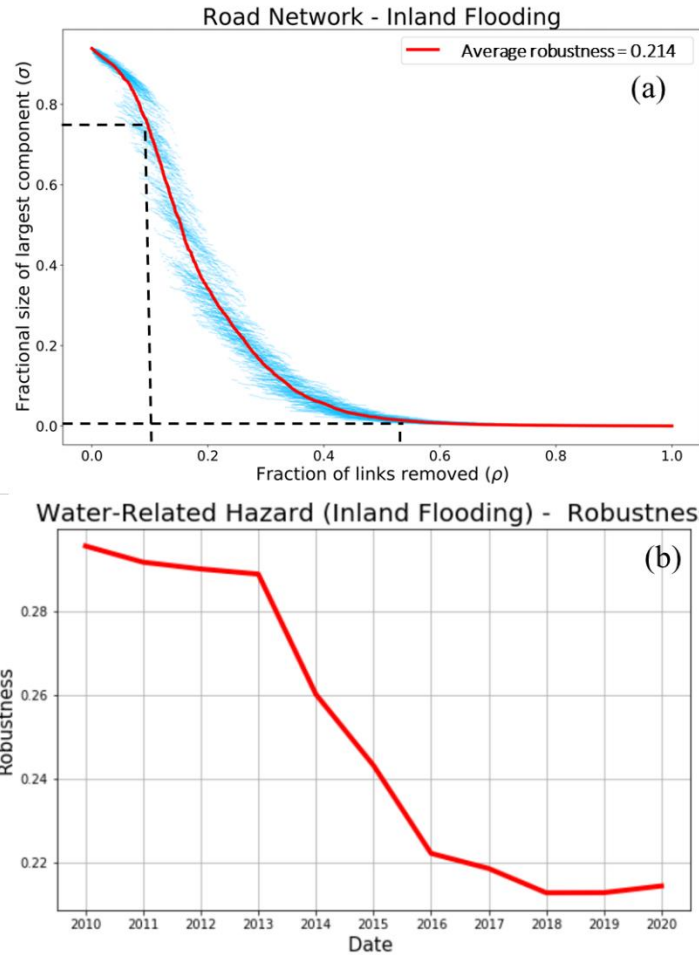 Road Network - Inland Flooding
Average robustness = 0.214
(a)
Fractional size of largest component (σ)
0.8
0.6
0.4
0.2
0.0
0.0 0.2 0.4 0.6 0.8 1.0
Fraction of links removed (ρ)
Water-Related Hazard (Inland Flooding) - Robustnes
(b)
Robustness
0.28
0.26
0.24
0.22
2010 2011 2012 2013 2014 2015 2016 2017 2018 2019 2020
Date